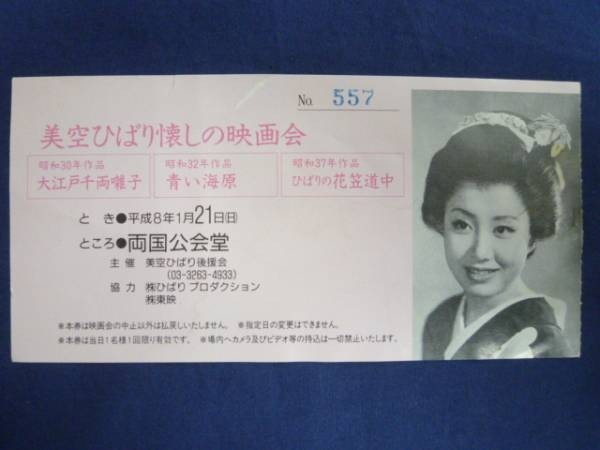 No. 557
美空ひばり懐しの映画会
昭和30年作品
大江戸千両囃子
昭和32年作品
青い海原
昭和37年作品
ひばりの花笠道中
とき●平成8年1月21日(日)
ところ●両国公会堂
主催 美空ひばり後援会
(03-3263-4933)
協力 ㈱ひばりプロダクション
㈱東映
※本券は映画会の中止以外は払戻しいたしません。 ※指定日の変更はできません。
※本券は当日1名様1回限り有効です。 ※場内へカメラ及びビデオ等の持込は一切禁止いたします。